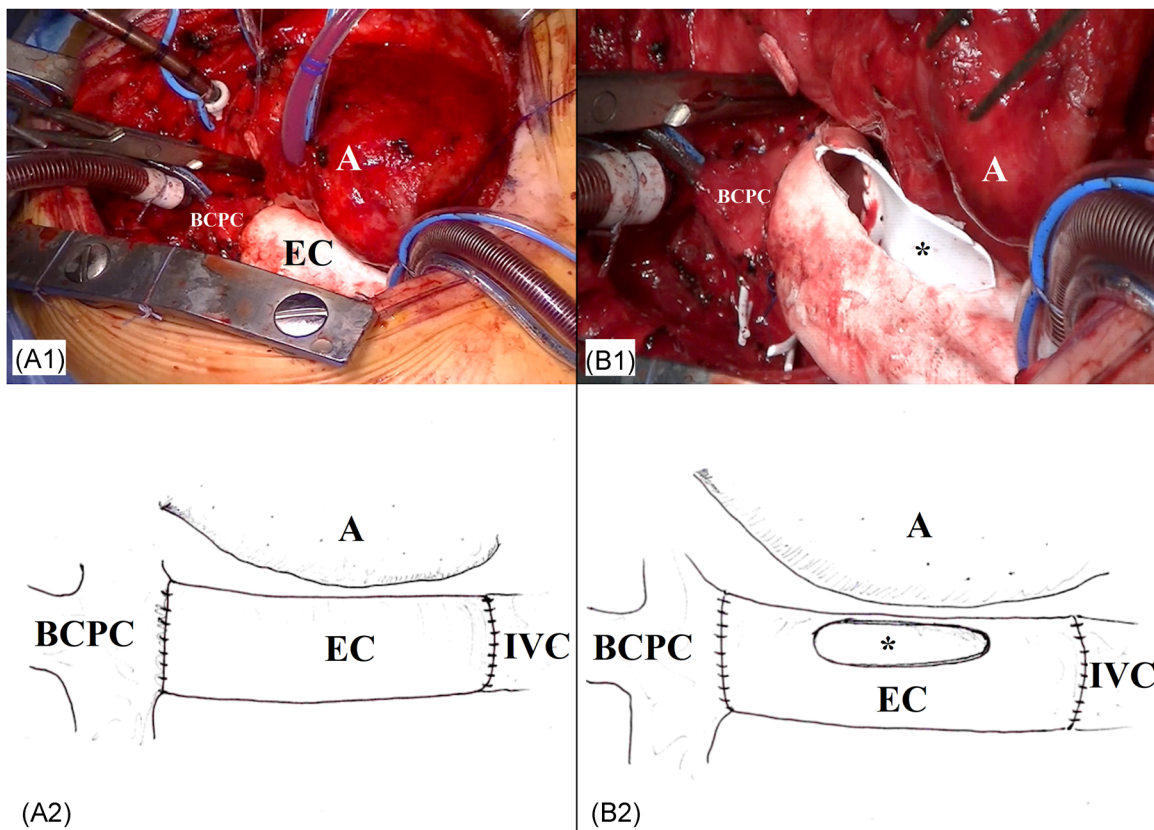 A
BCPC
EC
(A1)
A
BCPC
*
(B1)
A
BCPC
EC
IVC
(A2)
A
BCPC
*
EC
IVC
(B2)